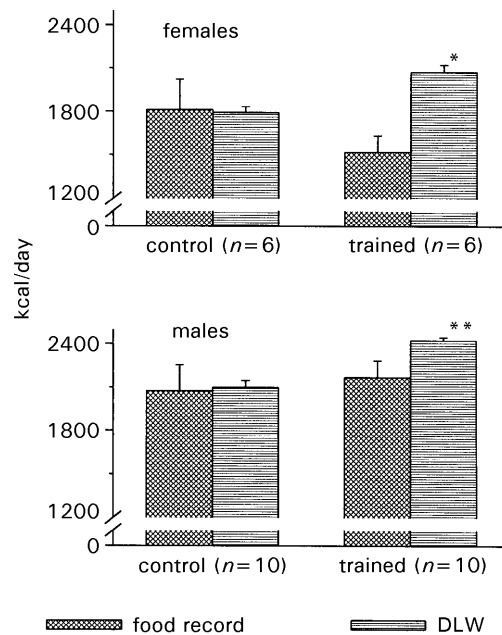 2400
females
*
1800
1200
0
control (n=6) trained (n=6)
kcal/day
males
**
2400
1800
1200
0
control (n=10) trained (n=10)
food record DLW